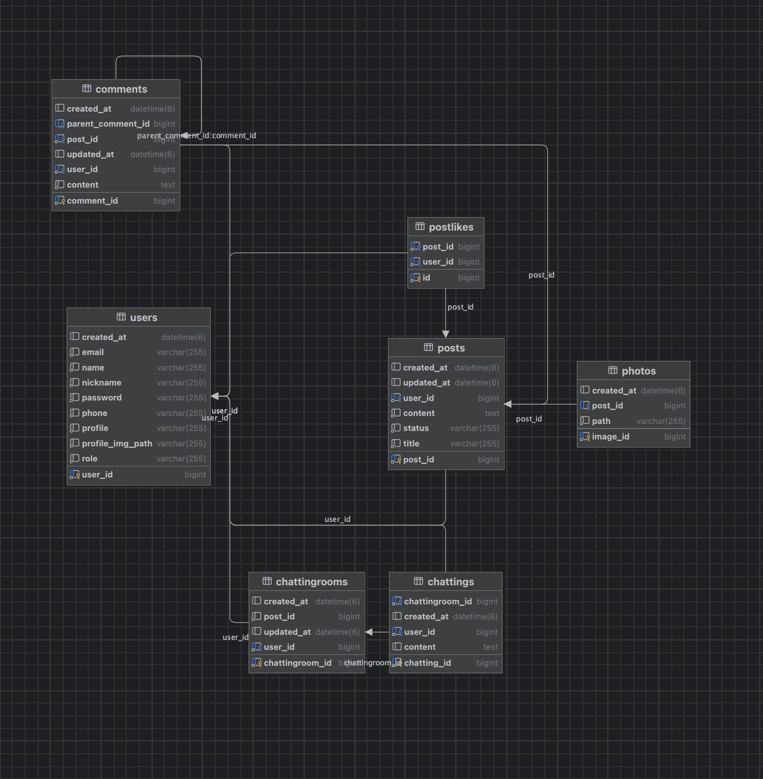 comments
created_at datetime(6)
parent_comment_id bigint
post_id bigint
parent_comment_id:comment_id
updated_at datetime(6)
user_id bigint
content text
comment_id bigint
postlikes
post_id bigint
user_id bigint
id bigint
post_id
post_id
users
created_at datetime(6)
email varchar(255)
name varchar(255)
nickname varchar(255)
password varchar(255)
phone varchar(255)
profile varchar(255)
profile_img_path varchar(255)
role varchar(255)
user_id bigint
user_id
user_id
posts
created_at datetime(6)
updated_at datetime(6)
user_id bigint
content text
status varchar(255)
title varchar(255)
post_id bigint
photos
created_at datetime(6)
post_id bigint
path varchar(255)
image_id bigint
post_id
user_id
chattingrooms
created_at datetime(6)
post_id bigint
updated_at datetime(6)
user_id bigint
chattingroom_id bigint
user_id
chattings
chattingroom_id bigint
created_at datetime(6)
user_id bigint
content text
chatting_id bigint